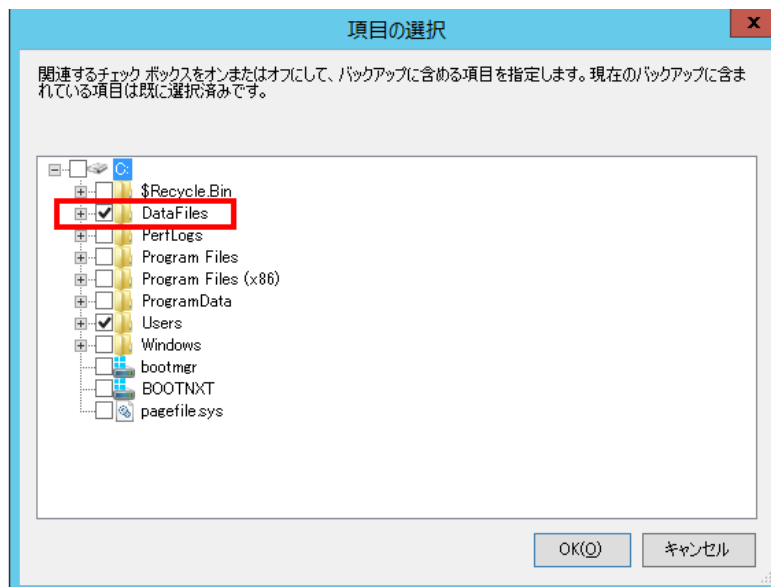 項目の選択
x
関連するチェック ボックスをオンまたはオフにして、バックアップに含める項目を指定します。現在のバックアップに含ま
れている項目は既に選択済みです。
C:
$Recycle.Bin
DataFiles
PerfLogs
Program Files
Program Files (x86)
ProgramData
Users
Windows
bootmgr
BOOTNXT
pagefile.sys
OK(O)
キャンセル